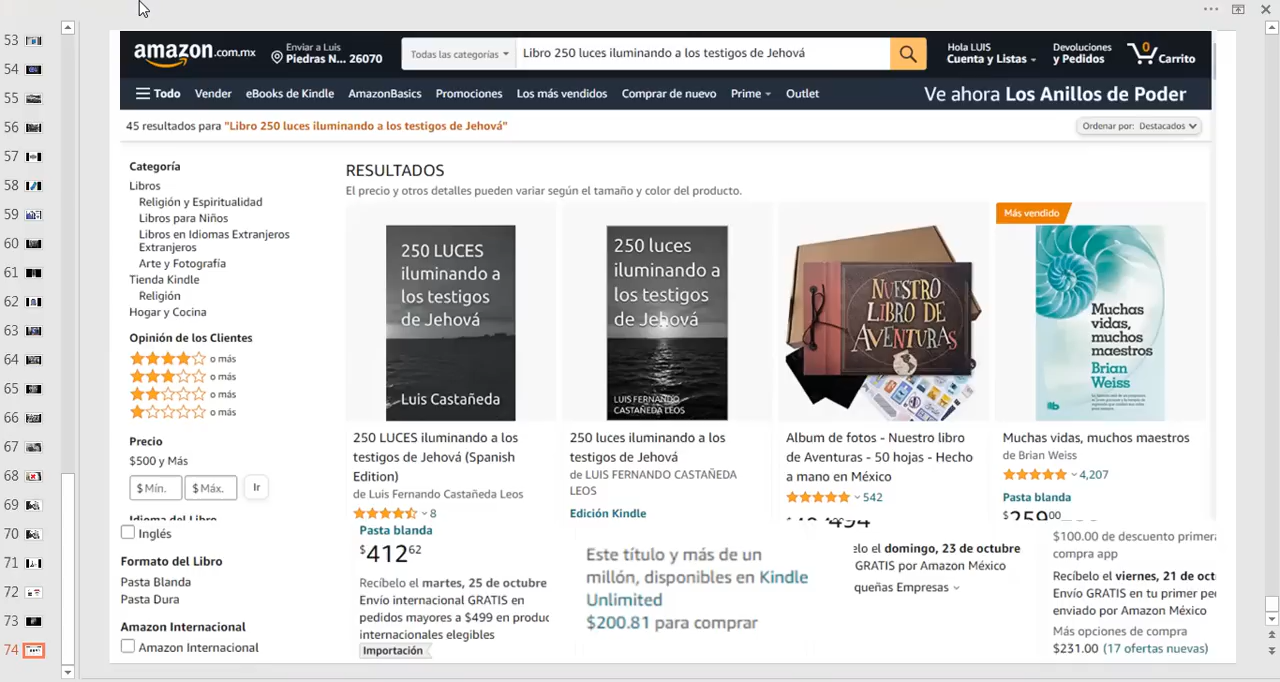 53
54
55
56
57
58
59
60
61
62
63
64
65
66
67
68
69
70
71
72
73
74
amazon.com.mx
Enviar a Luis
Piedras N... 26070
Todas las categorías
Libro 250 luces iluminando a los testigos de Jehová
Hola LUIS
Cuenta y Listas
Devoluciones
y Pedidos
0
Carrito
Todo
Vender
eBooks de Kindle
AmazonBasics
Promociones
Los más vendidos
Comprar de nuevo
Prime
Outlet
Ve ahora Los Anillos de Poder
45 resultados para "Libro 250 luces iluminando a los testigos de Jehová"
Ordenar por: Destacados
Categoría
Libros
Religión y Espiritualidad
Libros para Niños
Libros en Idiomas Extranjeros
Extranjeros
Arte y Fotografía
Tienda Kindle
Religión
Hogar y Cocina
Opinión de los Clientes
o más
o más
o más
o más
Precio
$500 y Más
$ Mín.
$ Máx.
Ir
Idioma del Libro
Inglés
Formato del Libro
Pasta Blanda
Pasta Dura
Amazon Internacional
Amazon Internacional
RESULTADOS
El precio y otros detalles pueden variar según el tamaño y color del producto.
250 LUCES
iluminando a
los testigos
de Jehová
Luis Castañeda
250 LUCES iluminando a los
testigos de Jehová (Spanish
Edition)
de Luis Fernando Castañeda Leos
8
Pasta blanda
$412.62
Recíbelo el martes, 25 de octubre
Envío internacional GRATIS en
pedidos mayores a $499 en produc
internacionales elegibles
Importación
250 luces
iluminando a
los testigos
de Jehová
LUIS FERNANDO
CASTAÑEDA LEOS
250 luces iluminando a los
testigos de Jehová
de LUIS FERNANDO CASTAÑEDA
LEOS
Edición Kindle
Este título y más de un
millón, disponibles en Kindle
Unlimited
$200.81 para comprar
NUESTRO
LIBRO DE
AVENTURAS
Album de fotos - Nuestro libro
de Aventuras - 50 hojas - Hecho
a mano en México
542
elo el domingo, 23 de octubre
GRATIS por Amazon México
queñas Empresas
Más vendido
Muchas
vidas,
muchos
maestros
Brian
Weiss
Muchas vidas, muchos maestros
de Brian Weiss
4,207
Pasta blanda
$259.00
$100.00 de descuento primera
compra app
Recíbelo el viernes, 21 de oct
Envío GRATIS en tu primer pe
enviado por Amazon México
Más opciones de compra
$231.00 (17 ofertas nuevas)